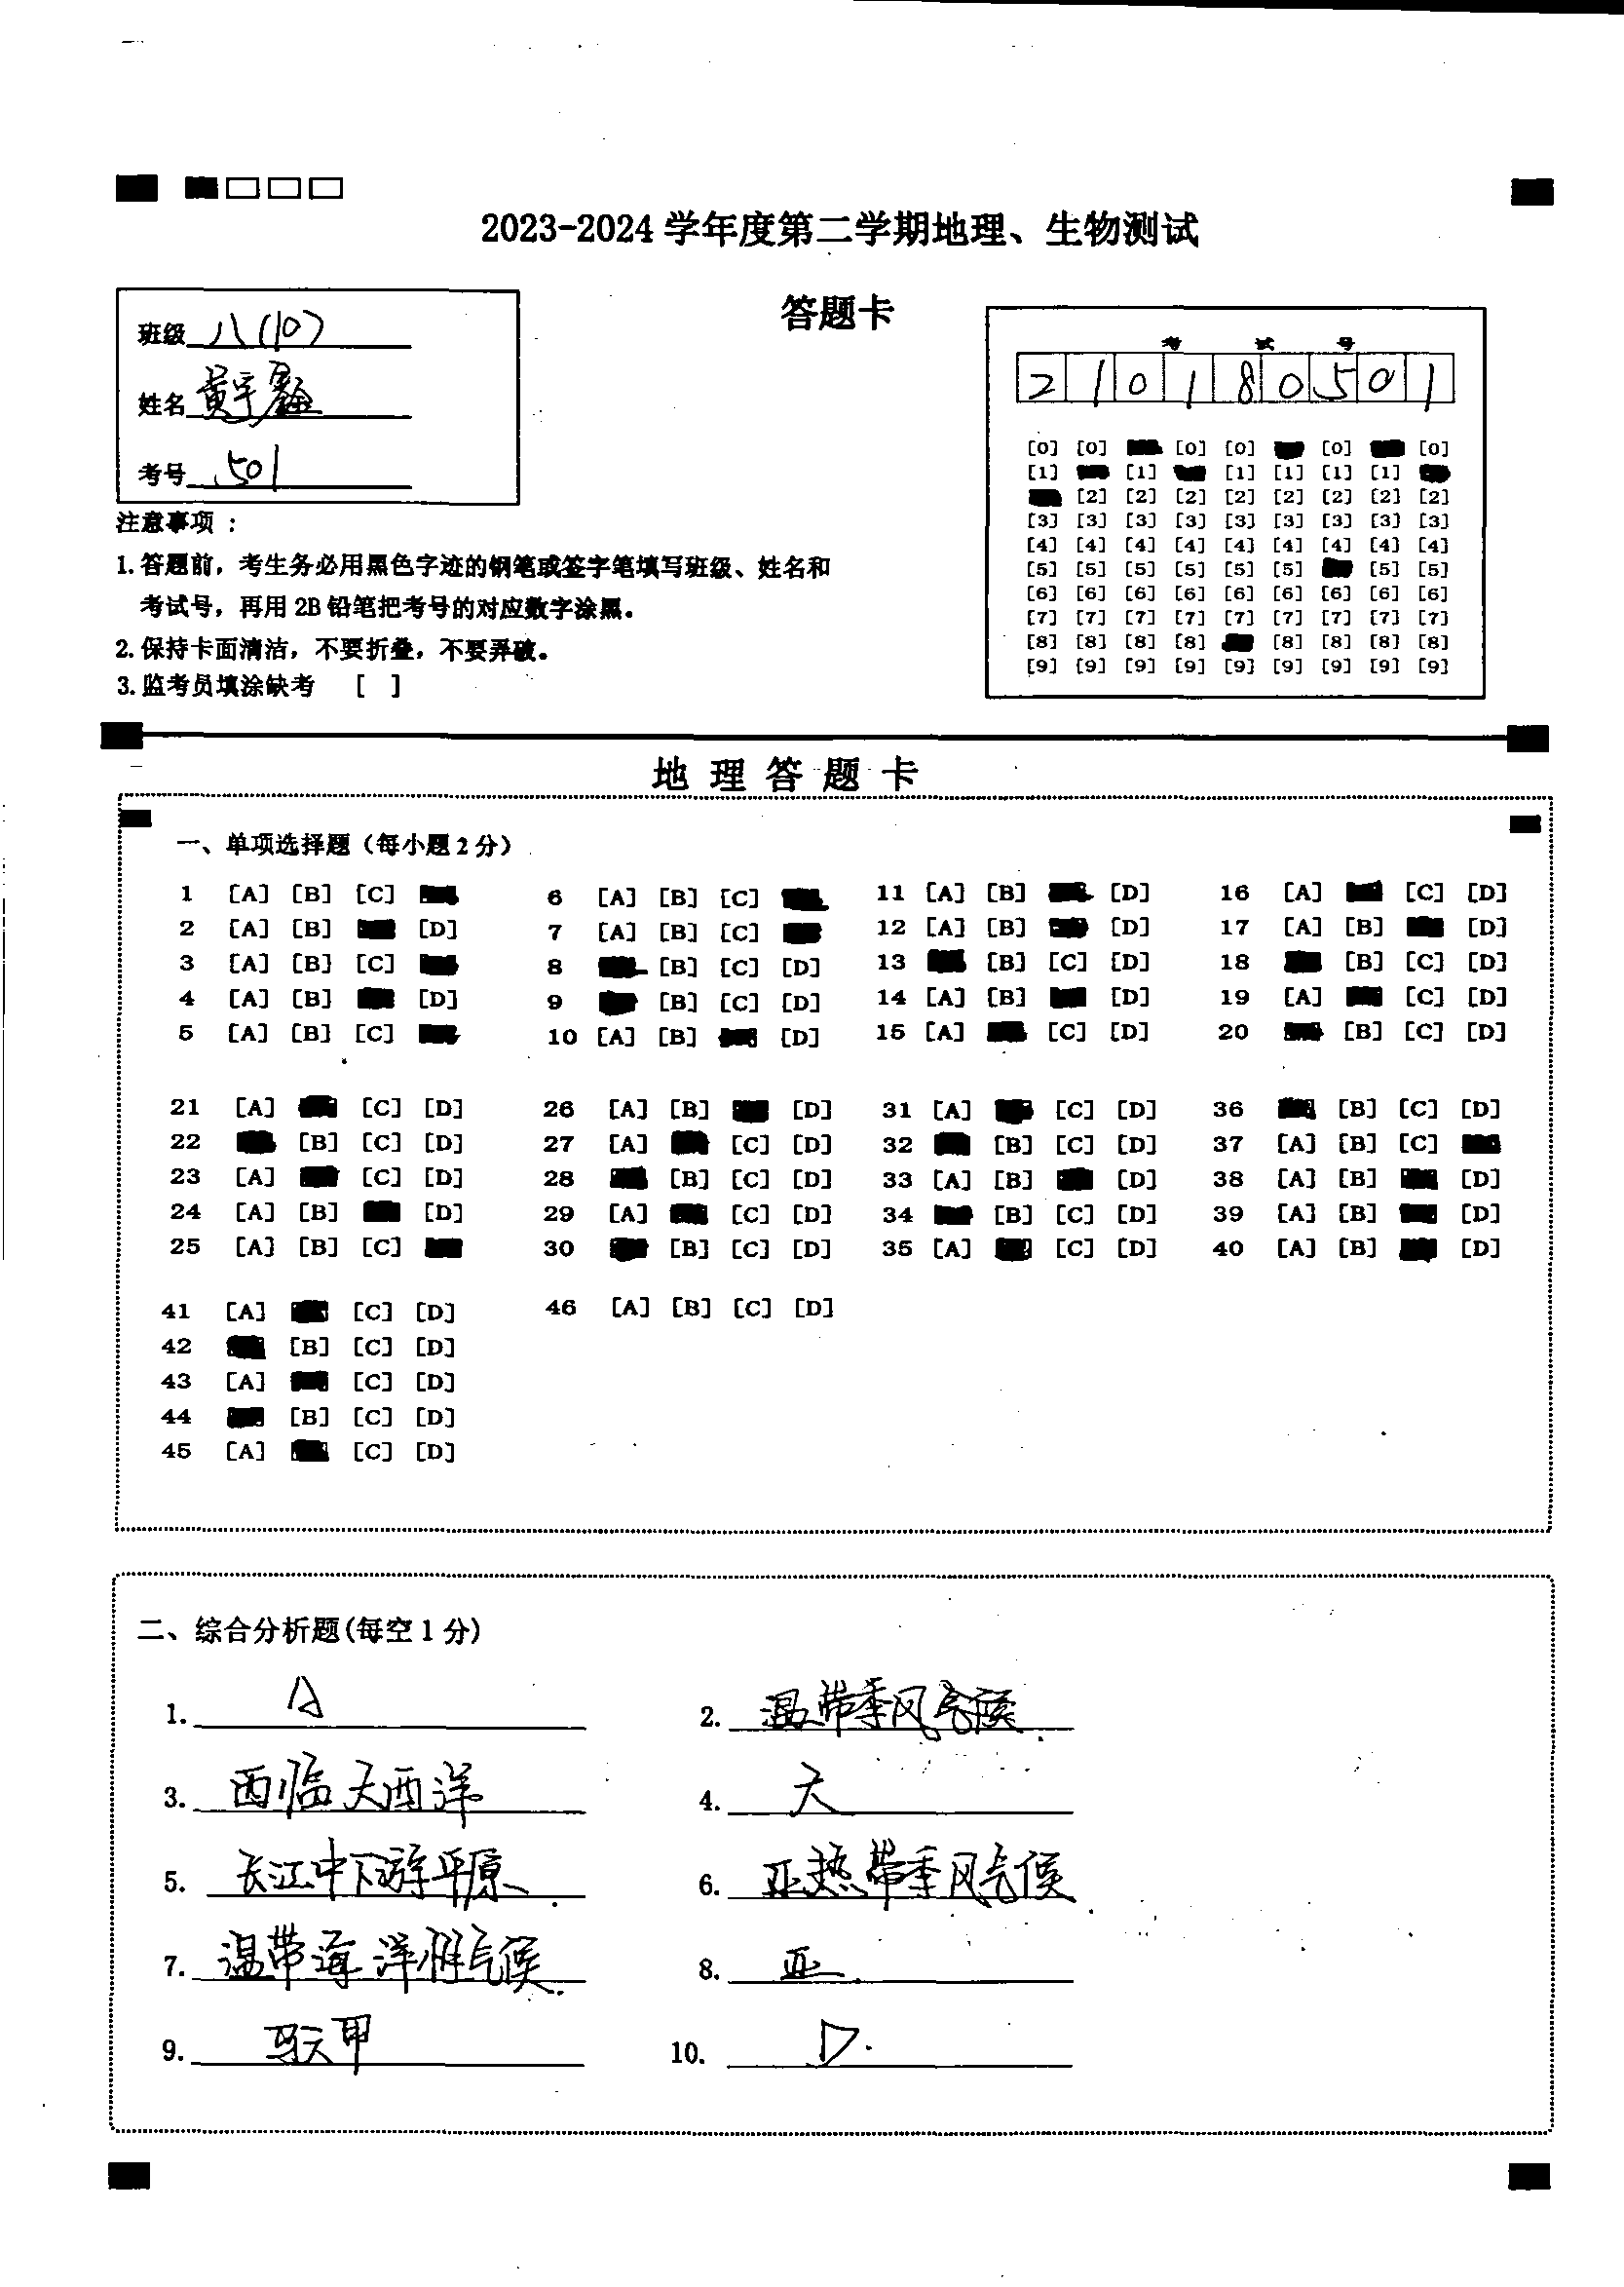 2023-2024 学年度第二学期地理、生物测试
答题卡
班级 八(10)
姓名 黄宇
考号 501
考 试 号
2 1 0 1 8 0 5 0 1
[0] [0] [0] [0] [0] [0]
[1] [1] [1] [1] [1] [1]
[2] [2] [2] [2] [2] [2] [2] [2]
[3] [3] [3] [3] [3] [3] [3] [3] [3]
[4] [4] [4] [4] [4] [4] [4] [4] [4]
[5] [5] [5] [5] [5] [5] [5] [5]
[6] [6] [6] [6] [6] [6] [6] [6] [6]
[7] [7] [7] [7] [7] [7] [7] [7] [7]
[8] [8] [8] [8] [8] [8] [8] [8]
[9] [9] [9] [9] [9] [9] [9] [9] [9]
注意事项：
1. 答题前，考生务必用黑色字迹的钢笔或签字笔填写班级、姓名和
考试号，再用 2B 铅笔把考号的对应数字涂黑。
2. 保持卡面清洁，不要折叠，不要弄破。
3. 监考员填涂缺考 [ ]
地 理 答 题 卡
一、单项选择题（每小题 2 分）
1 [A] [B] [C] 6 [A] [B] [C] 11 [A] [B] [D] 16 [A] [C] [D]
2 [A] [B] [D] 7 [A] [B] [C] 12 [A] [B] [D] 17 [A] [B] [D]
3 [A] [B] [C] 8 [B] [C] [D] 13 [B] [C] [D] 18 [B] [C] [D]
4 [A] [B] [D] 9 [B] [C] [D] 14 [A] [B] [D] 19 [A] [C] [D]
5 [A] [B] [C] 10 [A] [B] [D] 15 [A] [C] [D] 20 [B] [C] [D]
21 [A] [C] [D] 26 [A] [B] [D] 31 [A] [C] [D] 36 [B] [C] [D]
22 [B] [C] [D] 27 [A] [C] [D] 32 [B] [C] [D] 37 [A] [B] [C]
23 [A] [C] [D] 28 [B] [C] [D] 33 [A] [B] [D] 38 [A] [B] [D]
24 [A] [B] [D] 29 [A] [C] [D] 34 [B] [C] [D] 39 [A] [B] [D]
25 [A] [B] [C] 30 [B] [C] [D] 35 [A] [C] [D] 40 [A] [B] [D]
41 [A] [C] [D] 46 [A] [B] [C] [D]
42 [B] [C] [D]
43 [A] [C] [D]
44 [B] [C] [D]
45 [A] [C] [D]
二、综合分析题(每空 1 分)
1. A 2. 温带季风气候.
3. 西临大西洋 4. 大
5. 长江中下游平原. 6. 亚热带季风气候.
7. 温带海洋性气候. 8. 亚.
9. 马六甲 10. D.